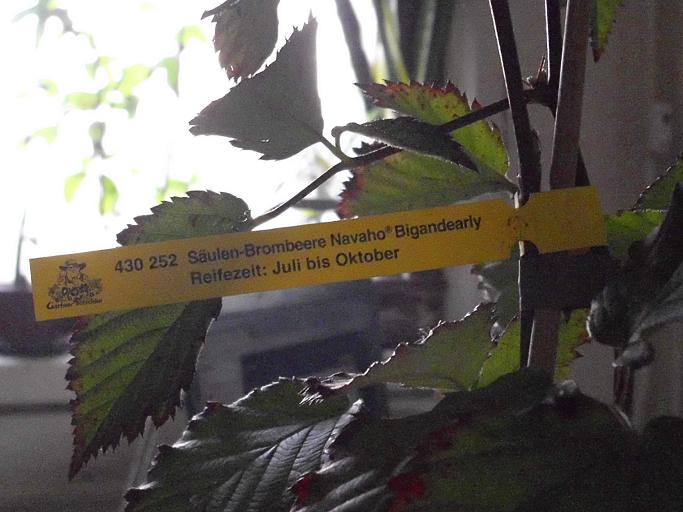 430 252 Säulen-Brombeere Navaho® Bigandearly
Reifezeit: Juli bis Oktober